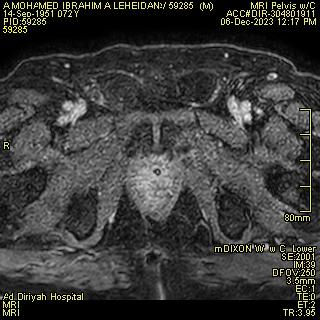 A MOHAMED IBRAHIM A LEHEIDAN:/ 59285 (M)
MRI Pelvis w/C
14-Sep-1951 072Y
ACC#DIR-304801911
PID:59285
06-Dec-2023 12:17 PM
59285
R
80mm
mDIXON W w C Lower
SE:2001
IM:39
DFOV:250
3.5mm
EC:1
Ad Diriyah Hospital
TE:0
MRI
ET:2
MRI
TR:3.95